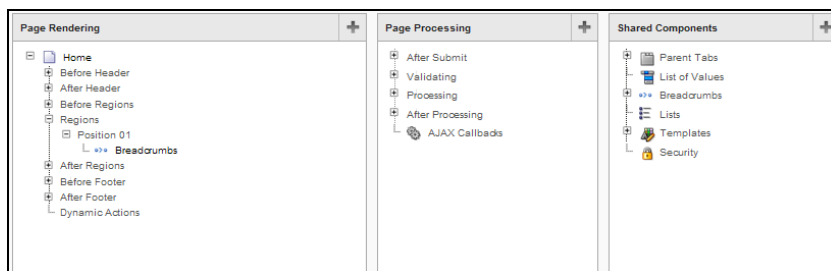 Page Rendering
Home
Before Header
After Header
Before Regions
Regions
Position 01
Breadcrumbs
After Regions
Before Footer
After Footer
Dynamic Actions
Page Processing
After Submit
Validating
Processing
After Processing
AJAX Callbacks
Shared Components
Parent Tabs
List of Values
Breadcrumbs
Lists
Templates
Security